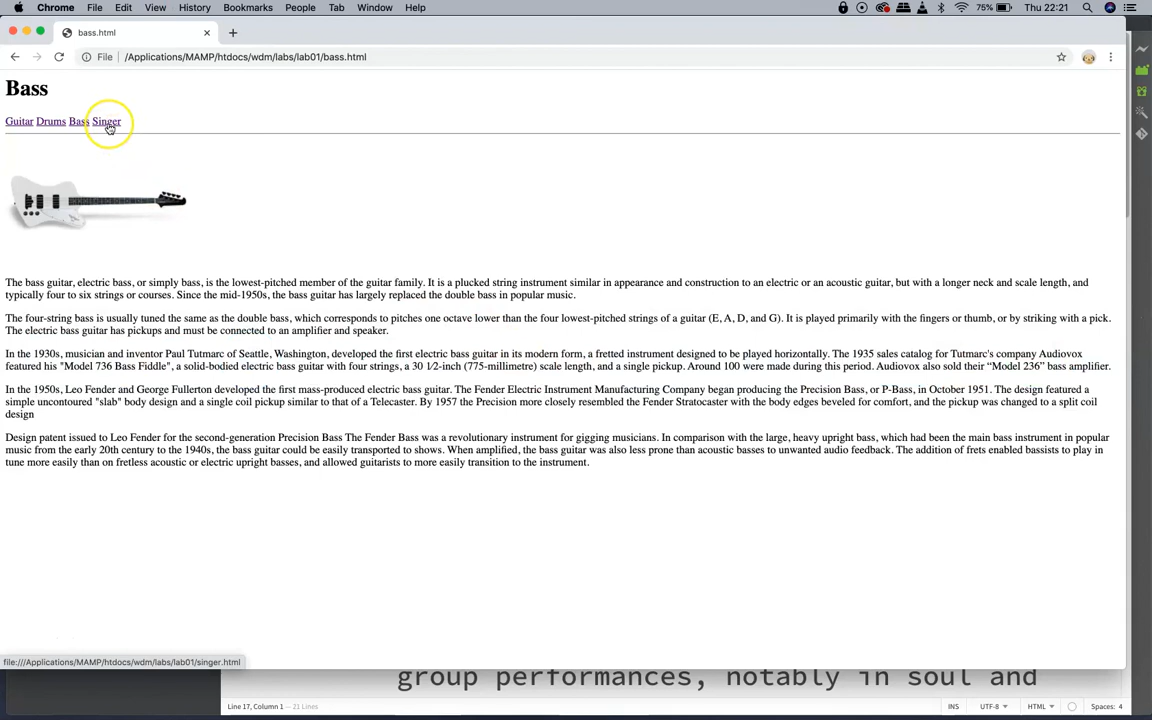 Chrome File Edit View History Bookmarks People Tab Window Help 75% Thu 22:21
bass.html
File /Applications/MAMP/htdocs/wdm/labs/lab01/bass.html
Bass
Guitar Drums Bass Singer
The bass guitar, electric bass, or simply bass, is the lowest-pitched member of the guitar family. It is a plucked string instrument similar in appearance and construction to an electric or an acoustic guitar, but with a longer neck and scale length, and
typically four to six strings or courses. Since the mid-1950s, the bass guitar has largely replaced the double bass in popular music.
The four-string bass is usually tuned the same as the double bass, which corresponds to pitches one octave lower than the four lowest-pitched strings of a guitar (E, A, D, and G). It is played primarily with the fingers or thumb, or by striking with a pick.
The electric bass guitar has pickups and must be connected to an amplifier and speaker.
In the 1930s, musician and inventor Paul Tutmarc of Seattle, Washington, developed the first electric bass guitar in its modern form, a fretted instrument designed to be played horizontally. The 1935 sales catalog for Tutmarc's company Audiovox
featured his "Model 736 Bass Fiddle", a solid-bodied electric bass guitar with four strings, a 30 1⁄2-inch (775-millimetre) scale length, and a single pickup. Around 100 were made during this period. Audiovox also sold their “Model 236” bass amplifier.
In the 1950s, Leo Fender and George Fullerton developed the first mass-produced electric bass guitar. The Fender Electric Instrument Manufacturing Company began producing the Precision Bass, or P-Bass, in October 1951. The design featured a
simple uncontoured "slab" body design and a single coil pickup similar to that of a Telecaster. By 1957 the Precision more closely resembled the Fender Stratocaster with the body edges beveled for comfort, and the pickup was changed to a split coil
design
Design patent issued to Leo Fender for the second-generation Precision Bass The Fender Bass was a revolutionary instrument for gigging musicians. In comparison with the large, heavy upright bass, which had been the main bass instrument in popular
music from the early 20th century to the 1940s, the bass guitar could be easily transported to shows. When amplified, the bass guitar was also less prone than acoustic basses to unwanted audio feedback. The addition of frets enabled bassists to play in
tune more easily than on fretless acoustic or electric upright basses, and allowed guitarists to more easily transition to the instrument.
file:///Applications/MAMP/htdocs/wdm/labs/lab01/singer.html
group performances, notably in soul and
Line 17, Column 1 — 21 Lines INS UTF-8 HTML Spaces: 4